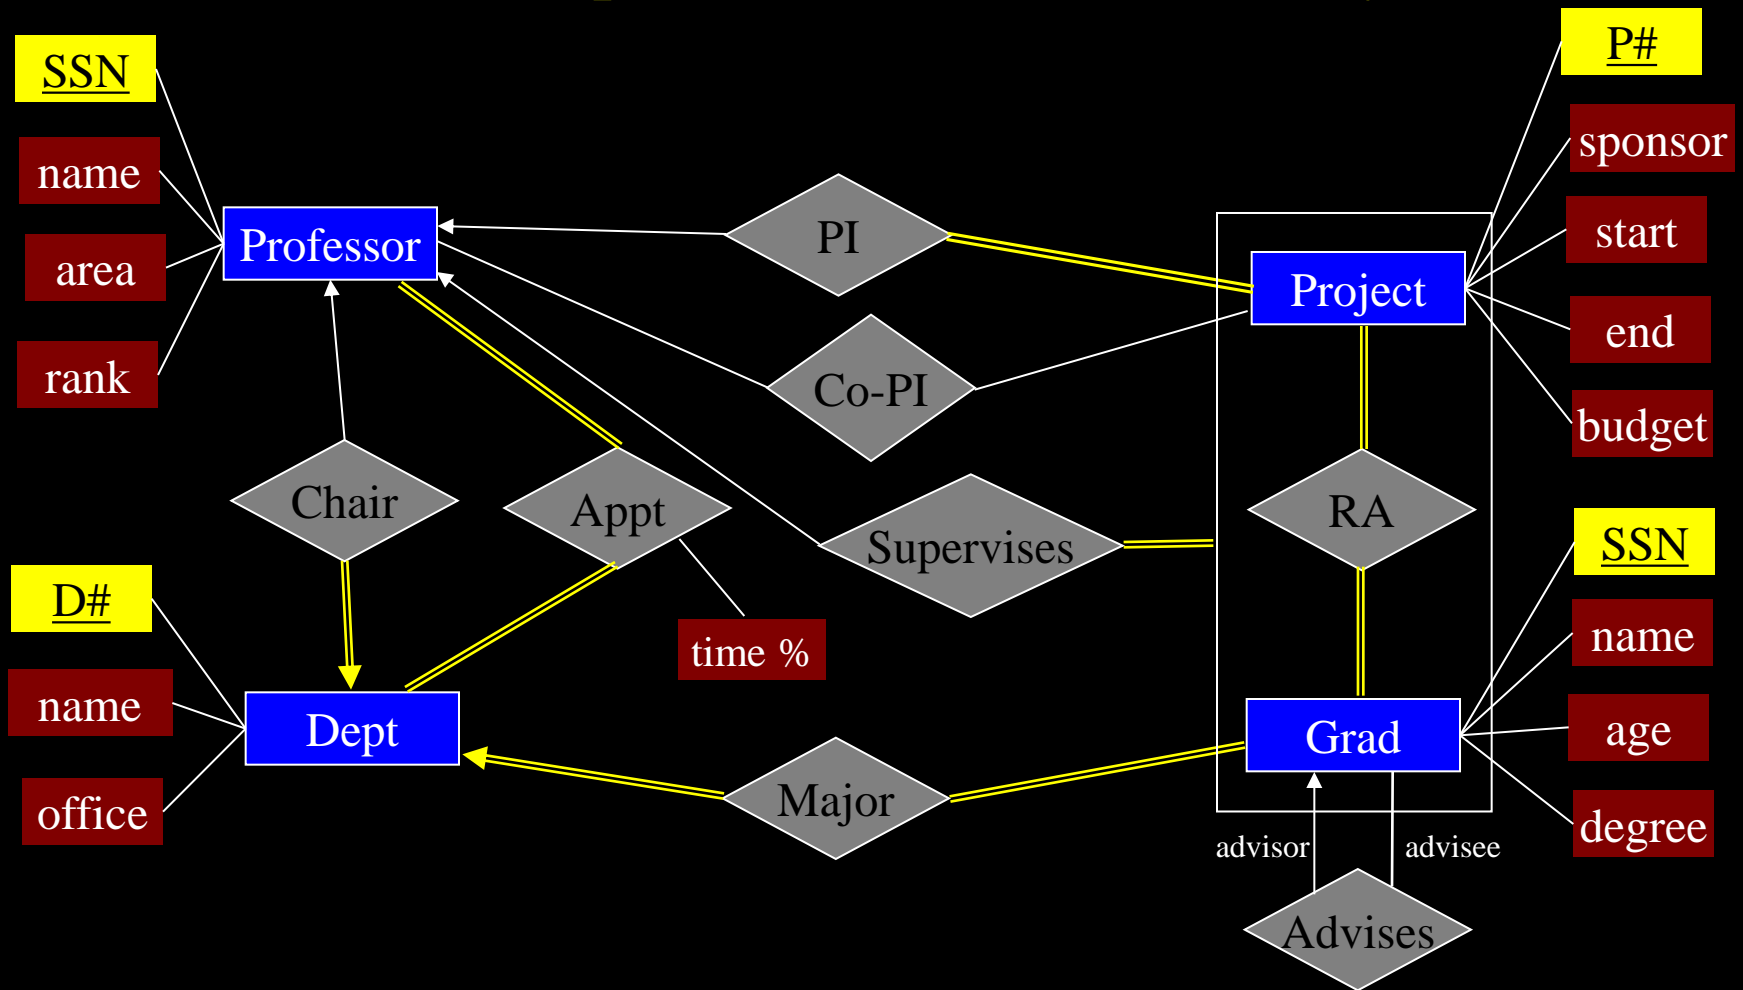 SSN
name
area
rank
Professor
PI
Co-PI
Project
P#
sponsor
start
end
budget
Chair
Appt
time %
Supervises
RA
D#
name
office
Dept
Major
Grad
SSN
name
age
degree
advisor
advisee
Advises